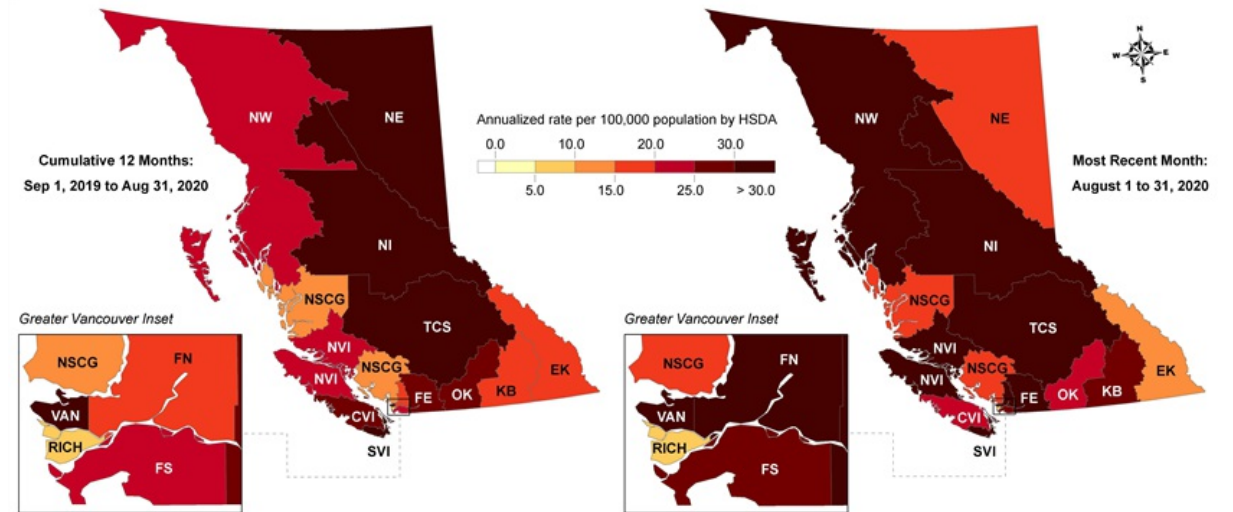 Cumulative 12 Months:
Sep 1, 2019 to Aug 31, 2020
NW
NE
NI
NSCG
TCS
NVI
NVI
NSCG
FE
OK
KB
EK
CVI
SVI
Greater Vancouver Inset
NSCG
FN
VAN
RICH
FS
Annualized rate per 100,000 population by HSDA
0.0 10.0 20.0 30.0
5.0 15.0 25.0 > 30.0
N
W E
S
Most Recent Month:
August 1 to 31, 2020
NW
NE
NI
NSCG
TCS
NVI
NVI
NSCG
FE
OK
KB
EK
CVI
SVI
Greater Vancouver Inset
NSCG
FN
VAN
RICH
FS